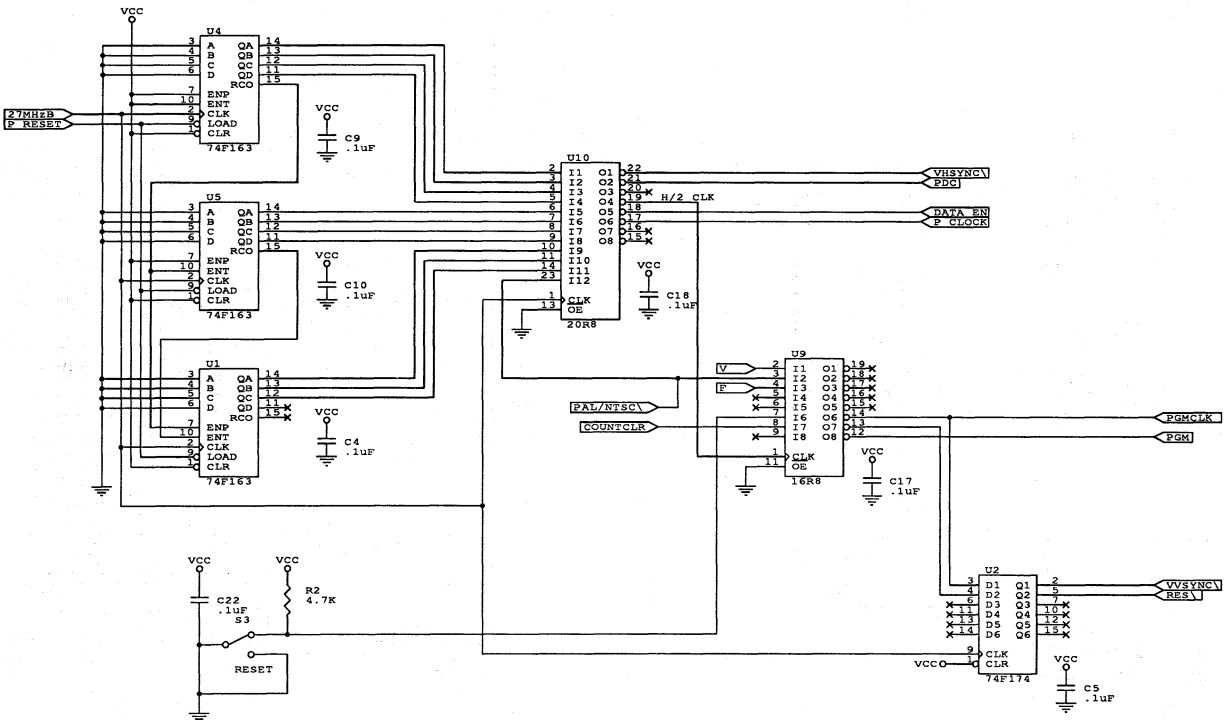 VCC
U4
3 A QA 14
4 B QB 13
5 C QC 12
6 D QD 11
RCO 15
7 ENP
10 ENT
2 CLK
9 LOAD
1 CLR
74F163
27MHzB
P RESET
VCC
C9
.1uF
U5
3 A QA 14
4 B QB 13
5 C QC 12
6 D QD 11
RCO 15
7 ENP
10 ENT
2 CLK
9 LOAD
1 CLR
74F163
VCC
C10
.1uF
U1
3 A QA 14
4 B QB 13
5 C QC 12
6 D QD 11
RCO 15
7 ENP
10 ENT
2 CLK
9 LOAD
1 CLR
74F163
VCC
C4
.1uF
U10
2 I1 O1 22
3 I2 O2 21
4 I3 O3 20
5 I4 O4 19
6 I5 O5 18
7 I6 O6 17
8 I7 O7 16
9 I8 O8 15
10 I9
11 I10
14 I11
23 I12
1 CLK
13 OE
20R8
H/2 CLK
VHSYNC\
PDC
DATA EN
P CLOCK
VCC
C18
.1uF
V
F
PAL/NTSC\
COUNTCLR
U9
2 I1 O1 19
3 I2 O2 18
4 I3 O3 17
5 I4 O4 16
6 I5 O5 15
7 I6 O6 14
8 I7 O7 13
9 I8 O8 12
1 CLK
11 OE
16R8
PGMCLK
PGM
VCC
C17
.1uF
VCC
C22
.1uF
S3
VCC
R2
4.7K
RESET
U2
3 D1 Q1 2
4 D2 Q2 5
6 D3 Q3 7
11 D4 Q4 10
13 D5 Q5 12
14 D6 Q6 15
9 CLK
VCC 1 CLR
74F174
VVSYNC\
RES\
VCC
C5
.1uF